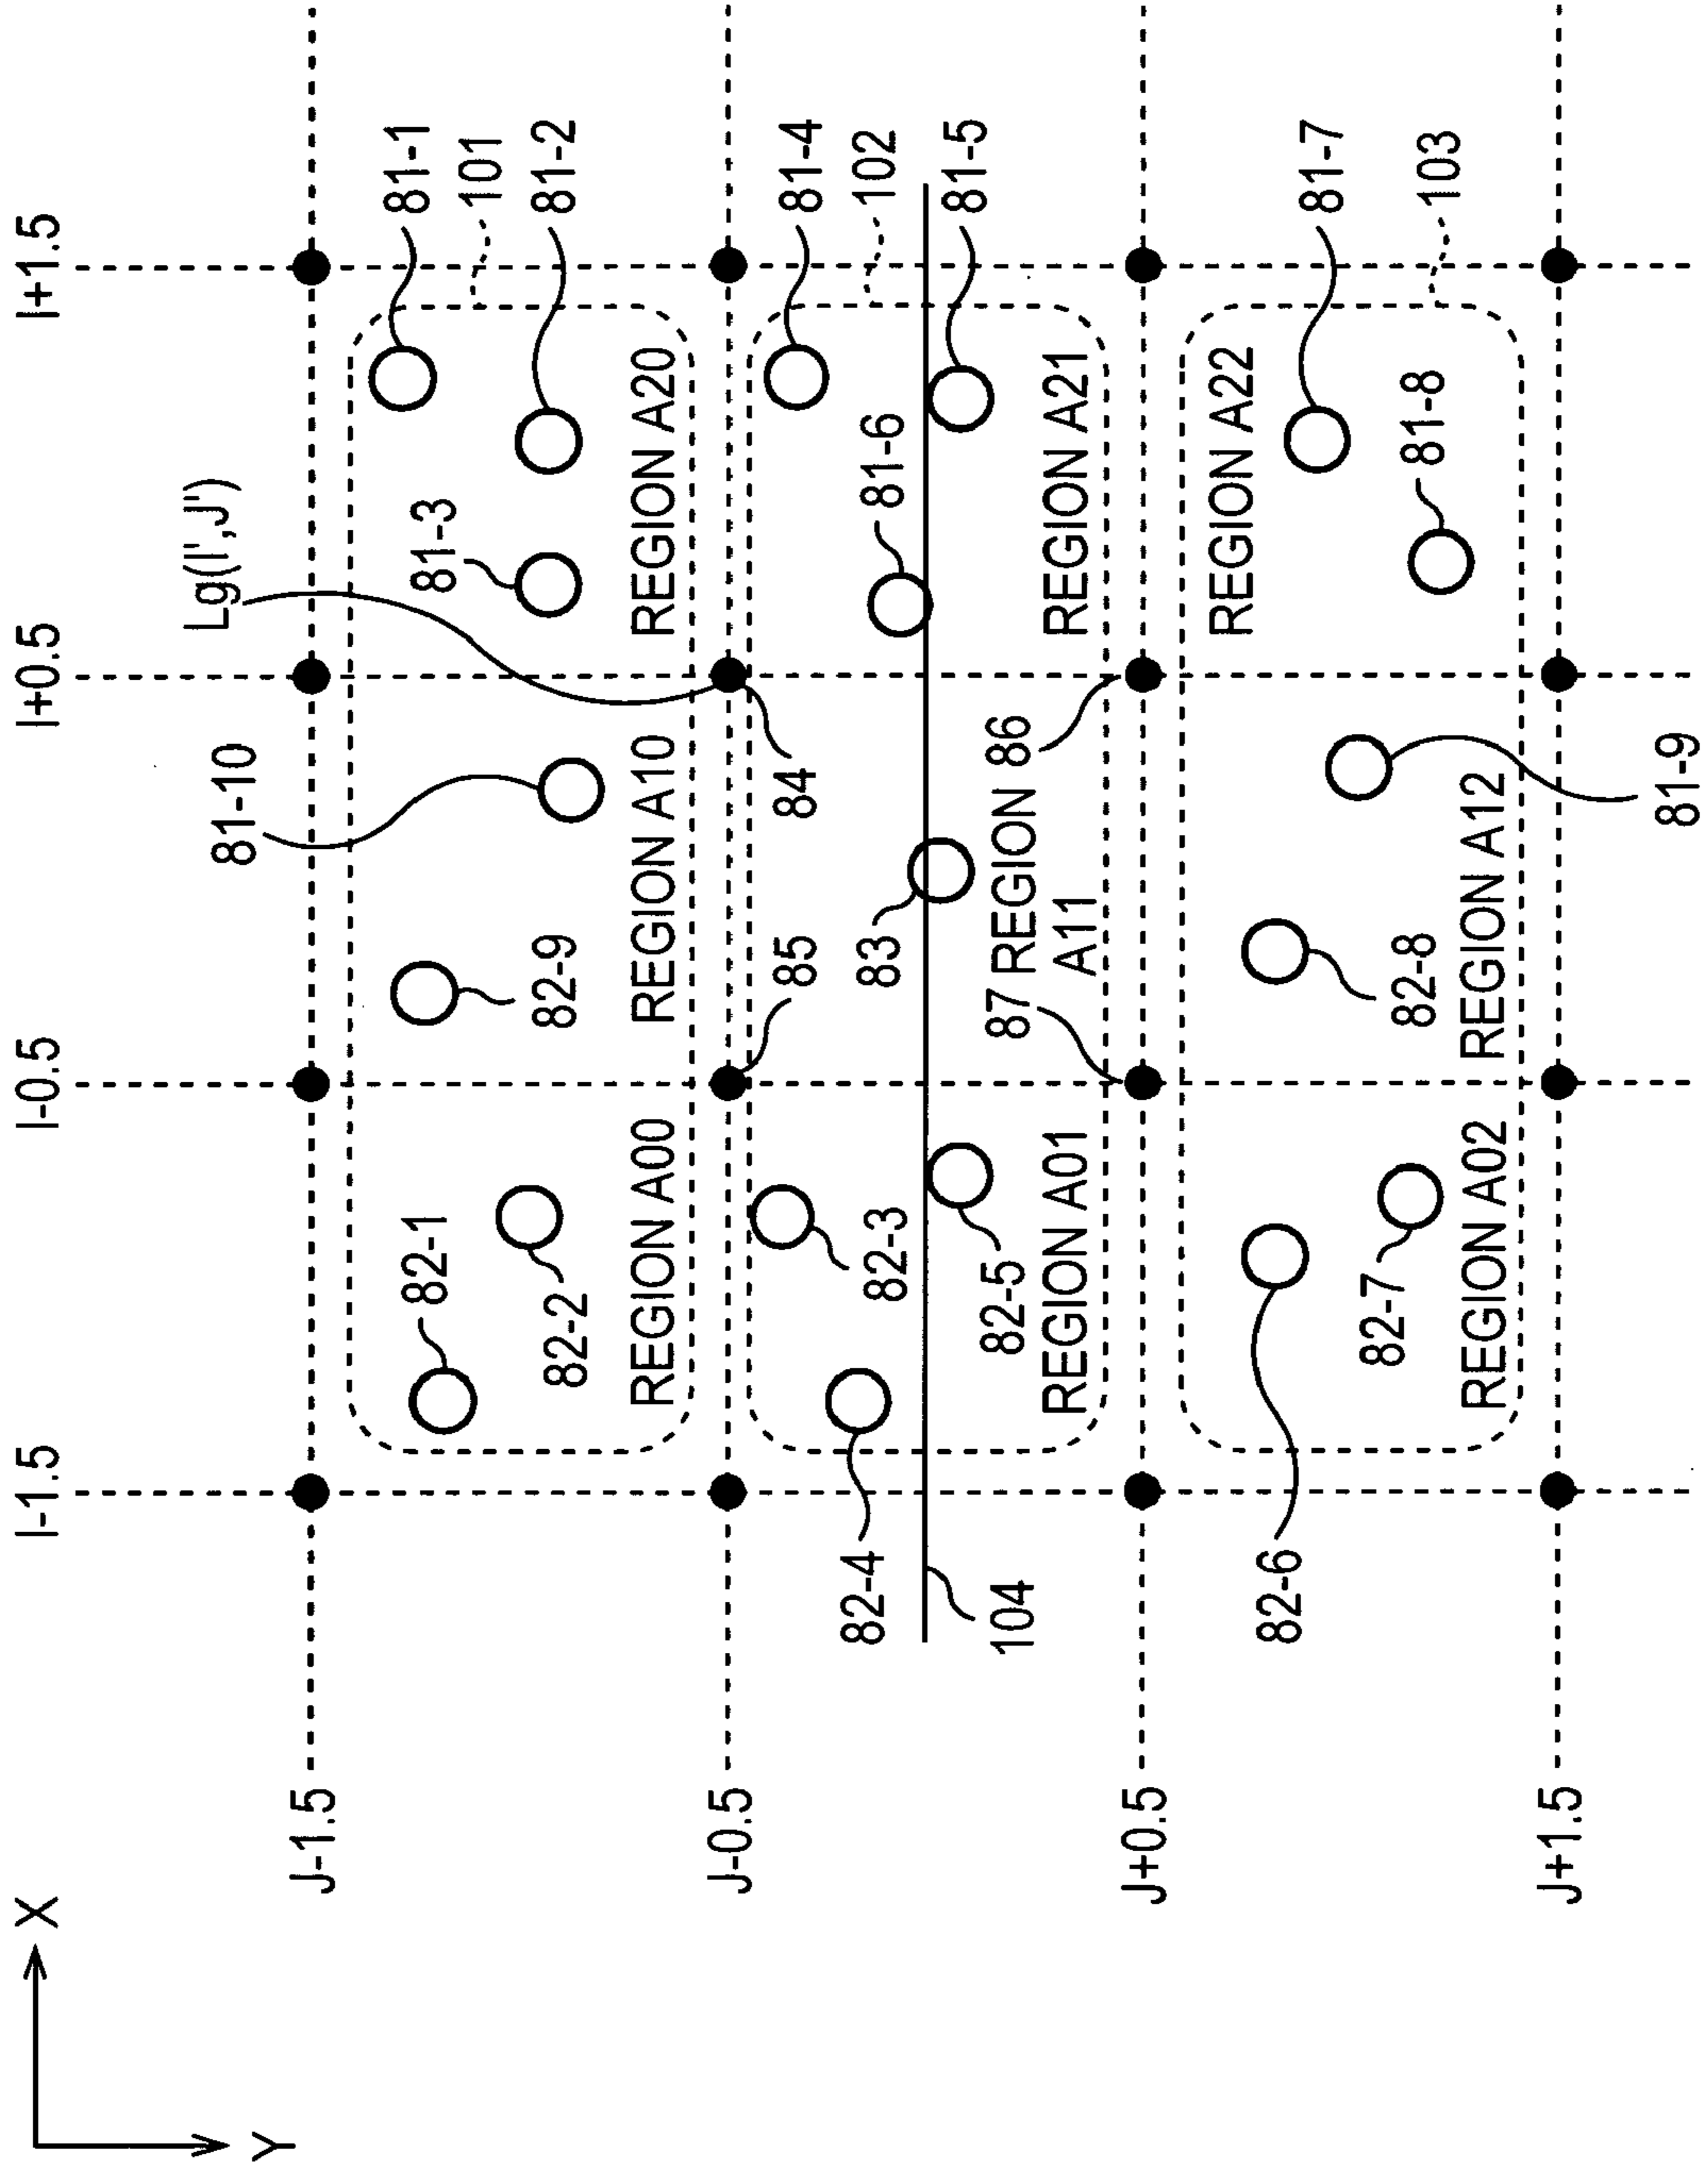 X
Y
I-1.5
I-0.5
I+0.5
I+1.5
J-1.5
J-0.5
J+0.5
J+1.5
81-10
Lg(I',J')
81-1
101
81-2
81-3
82-1
82-2
82-9
REGION A00
REGION A10
REGION A20
85
84
81-4
102
81-5
81-6
82-4
82-3
83
104
82-5
87
REGION
A11
86
REGION A01
REGION A21
REGION A22
82-6
82-7
82-8
81-7
81-8
103
REGION A02
REGION A12
81-9